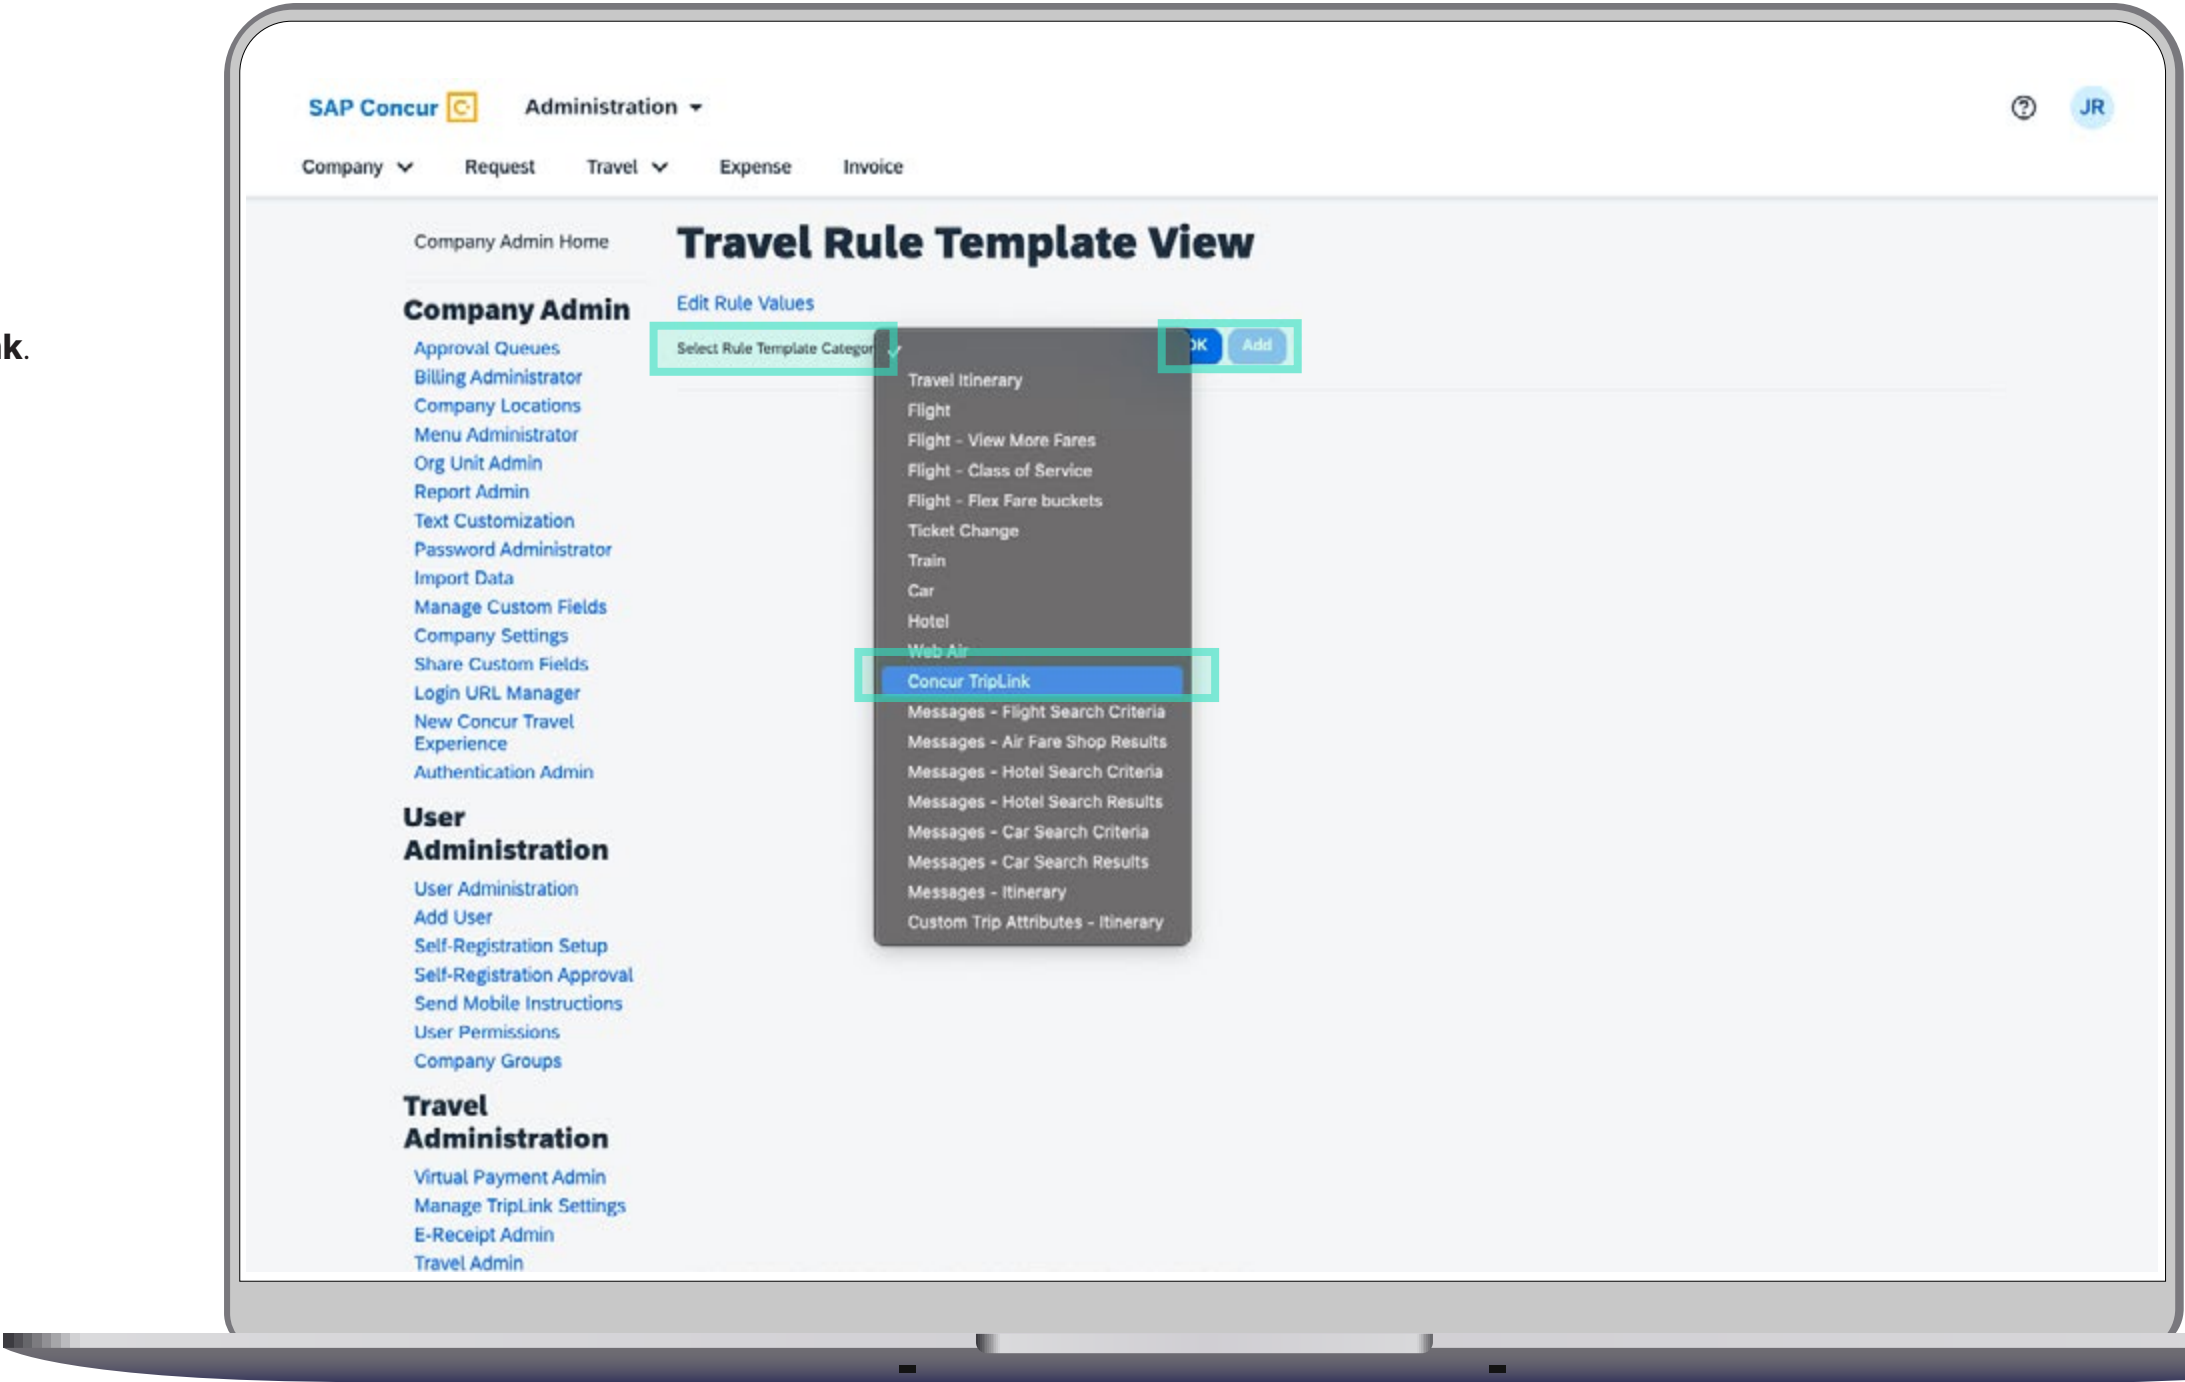 k.
SAP Concur
Administration
JR
Company
Request
Travel
Expense
Invoice
Company Admin Home
Company Admin
Approval Queues
Billing Administrator
Company Locations
Menu Administrator
Org Unit Admin
Report Admin
Text Customization
Password Administrator
Import Data
Manage Custom Fields
Company Settings
Share Custom Fields
Login URL Manager
New Concur Travel
Experience
Authentication Admin
User
Administration
User Administration
Add User
Self-Registration Setup
Self-Registration Approval
Send Mobile Instructions
User Permissions
Company Groups
Travel
Administration
Virtual Payment Admin
Manage TripLink Settings
E-Receipt Admin
Travel Admin
Travel Rule Template View
Edit Rule Values
Select Rule Template Categor
OK
Add
Travel Itinerary
Flight
Flight - View More Fares
Flight - Class of Service
Flight - Flex Fare buckets
Ticket Change
Train
Car
Hotel
Web Air
Concur TripLink
Messages - Flight Search Criteria
Messages - Air Fare Shop Results
Messages - Hotel Search Criteria
Messages - Hotel Search Results
Messages - Car Search Criteria
Messages - Car Search Results
Messages - Itinerary
Custom Trip Attributes - Itinerary